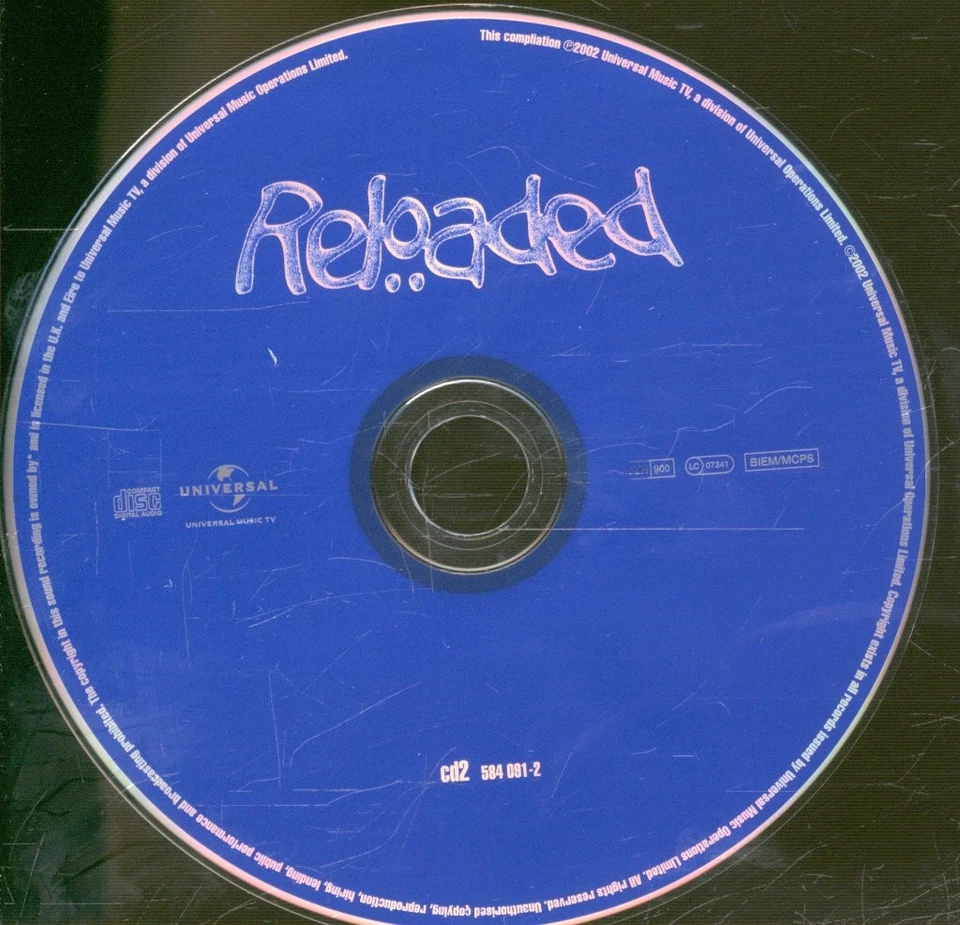 This compliation ℗2002 Universal Music TV, a division of Universal Operations Limited. ©2002 Universal Music TV, a division of Universal Operations Limited. Copyright exists in all records issued by Universal Music Operations Limited. All rights reserved. Unauthorised copying, reproduction, hiring, lending, public performance and broadcasting prohibited. The copyright in this sound recording is owned by* and is licensed in the U.K. and Eire to Universal Music TV, a division of Universal Music Operations Limited.
Reloaded
COMPACT
disc
DIGITAL AUDIO
UNIVERSAL
UNIVERSAL MUSIC TV
900
LC 07341
BIEM/MCPS
cd2 584 091-2